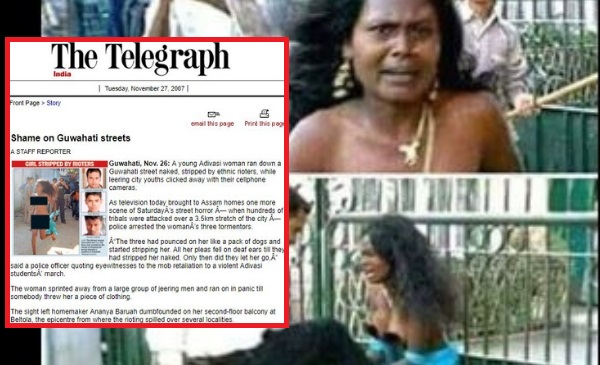 The Telegraph
India
| Tuesday, November 27, 2007 |
Front Page > Story
email this page Print this page
Shame on Guwahati streets
A STAFF REPORTER
GIRL STRIPPED BY RIOTERS
Guwahati, Nov. 26: A young Adivasi woman ran down a
Guwahati street naked, stripped by ethnic rioters, while
leering city youths clicked away with their cellphone
cameras.
As television today brought to Assam homes one more
scene of SaturdayÂ’s street horror Â— when hundreds of
tribals were attacked over a 3.5km stretch of the city Â—
police arrested the womanÂ’s three tormentors.
Â“The three had pounced on her like a pack of dogs and
started stripping her. All her pleas fell on deaf ears till they
had stripped her naked. Only then did they let her go,Â”
said a police officer quoting eyewitnesses to the mob retaliation to a violent Adivasi
studentsÂ’ march.
The woman sprinted away from a large group of jeering men and ran on in panic till
somebody threw her a piece of clothing.
The sight left homemaker Ananya Baruah dumbfounded on her second-floor balcony at
Beltola, the epicentre from where the rioting spilled over several localities.